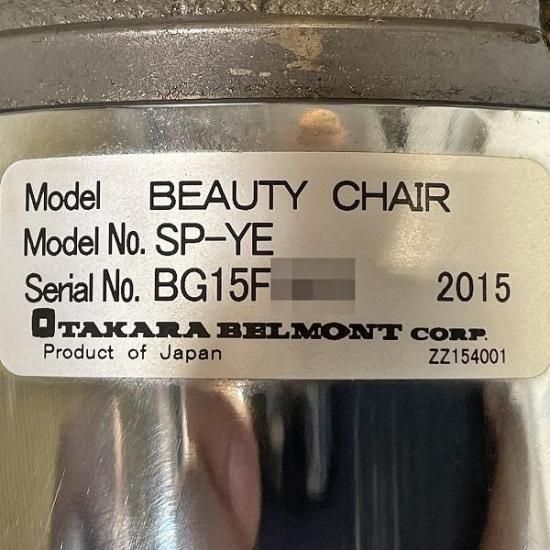 Model BEAUTY CHAIR
Model No. SP-YE
Serial No. BG15F 2015
TAKARA BELMONT CORP.
Product of Japan ZZ154001